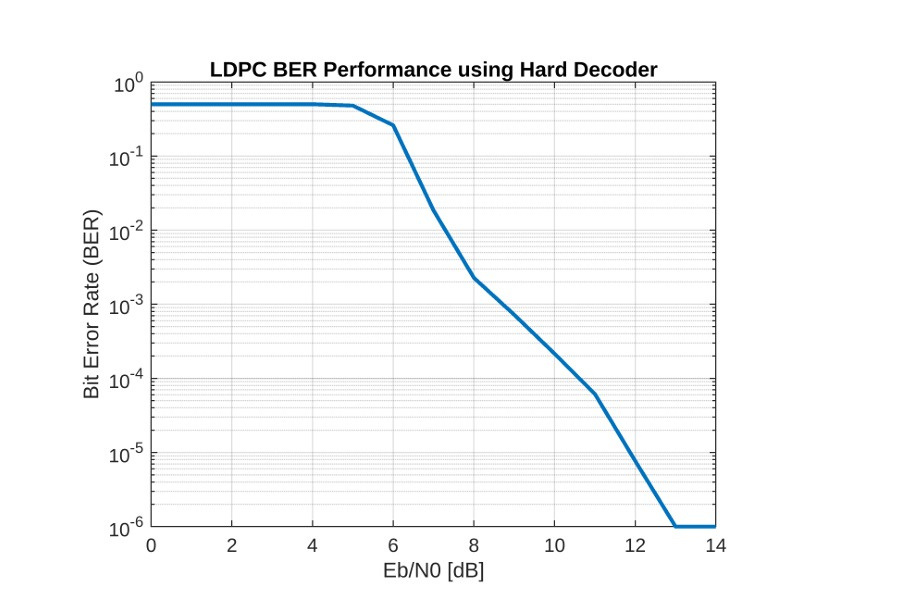 LDPC BER Performance using Hard Decoder
10^0
10^-1
10^-2
10^-3
10^-4
10^-5
10^-6
Bit Error Rate (BER)
0 2 4 6 8 10 12 14
Eb/N0 [dB]